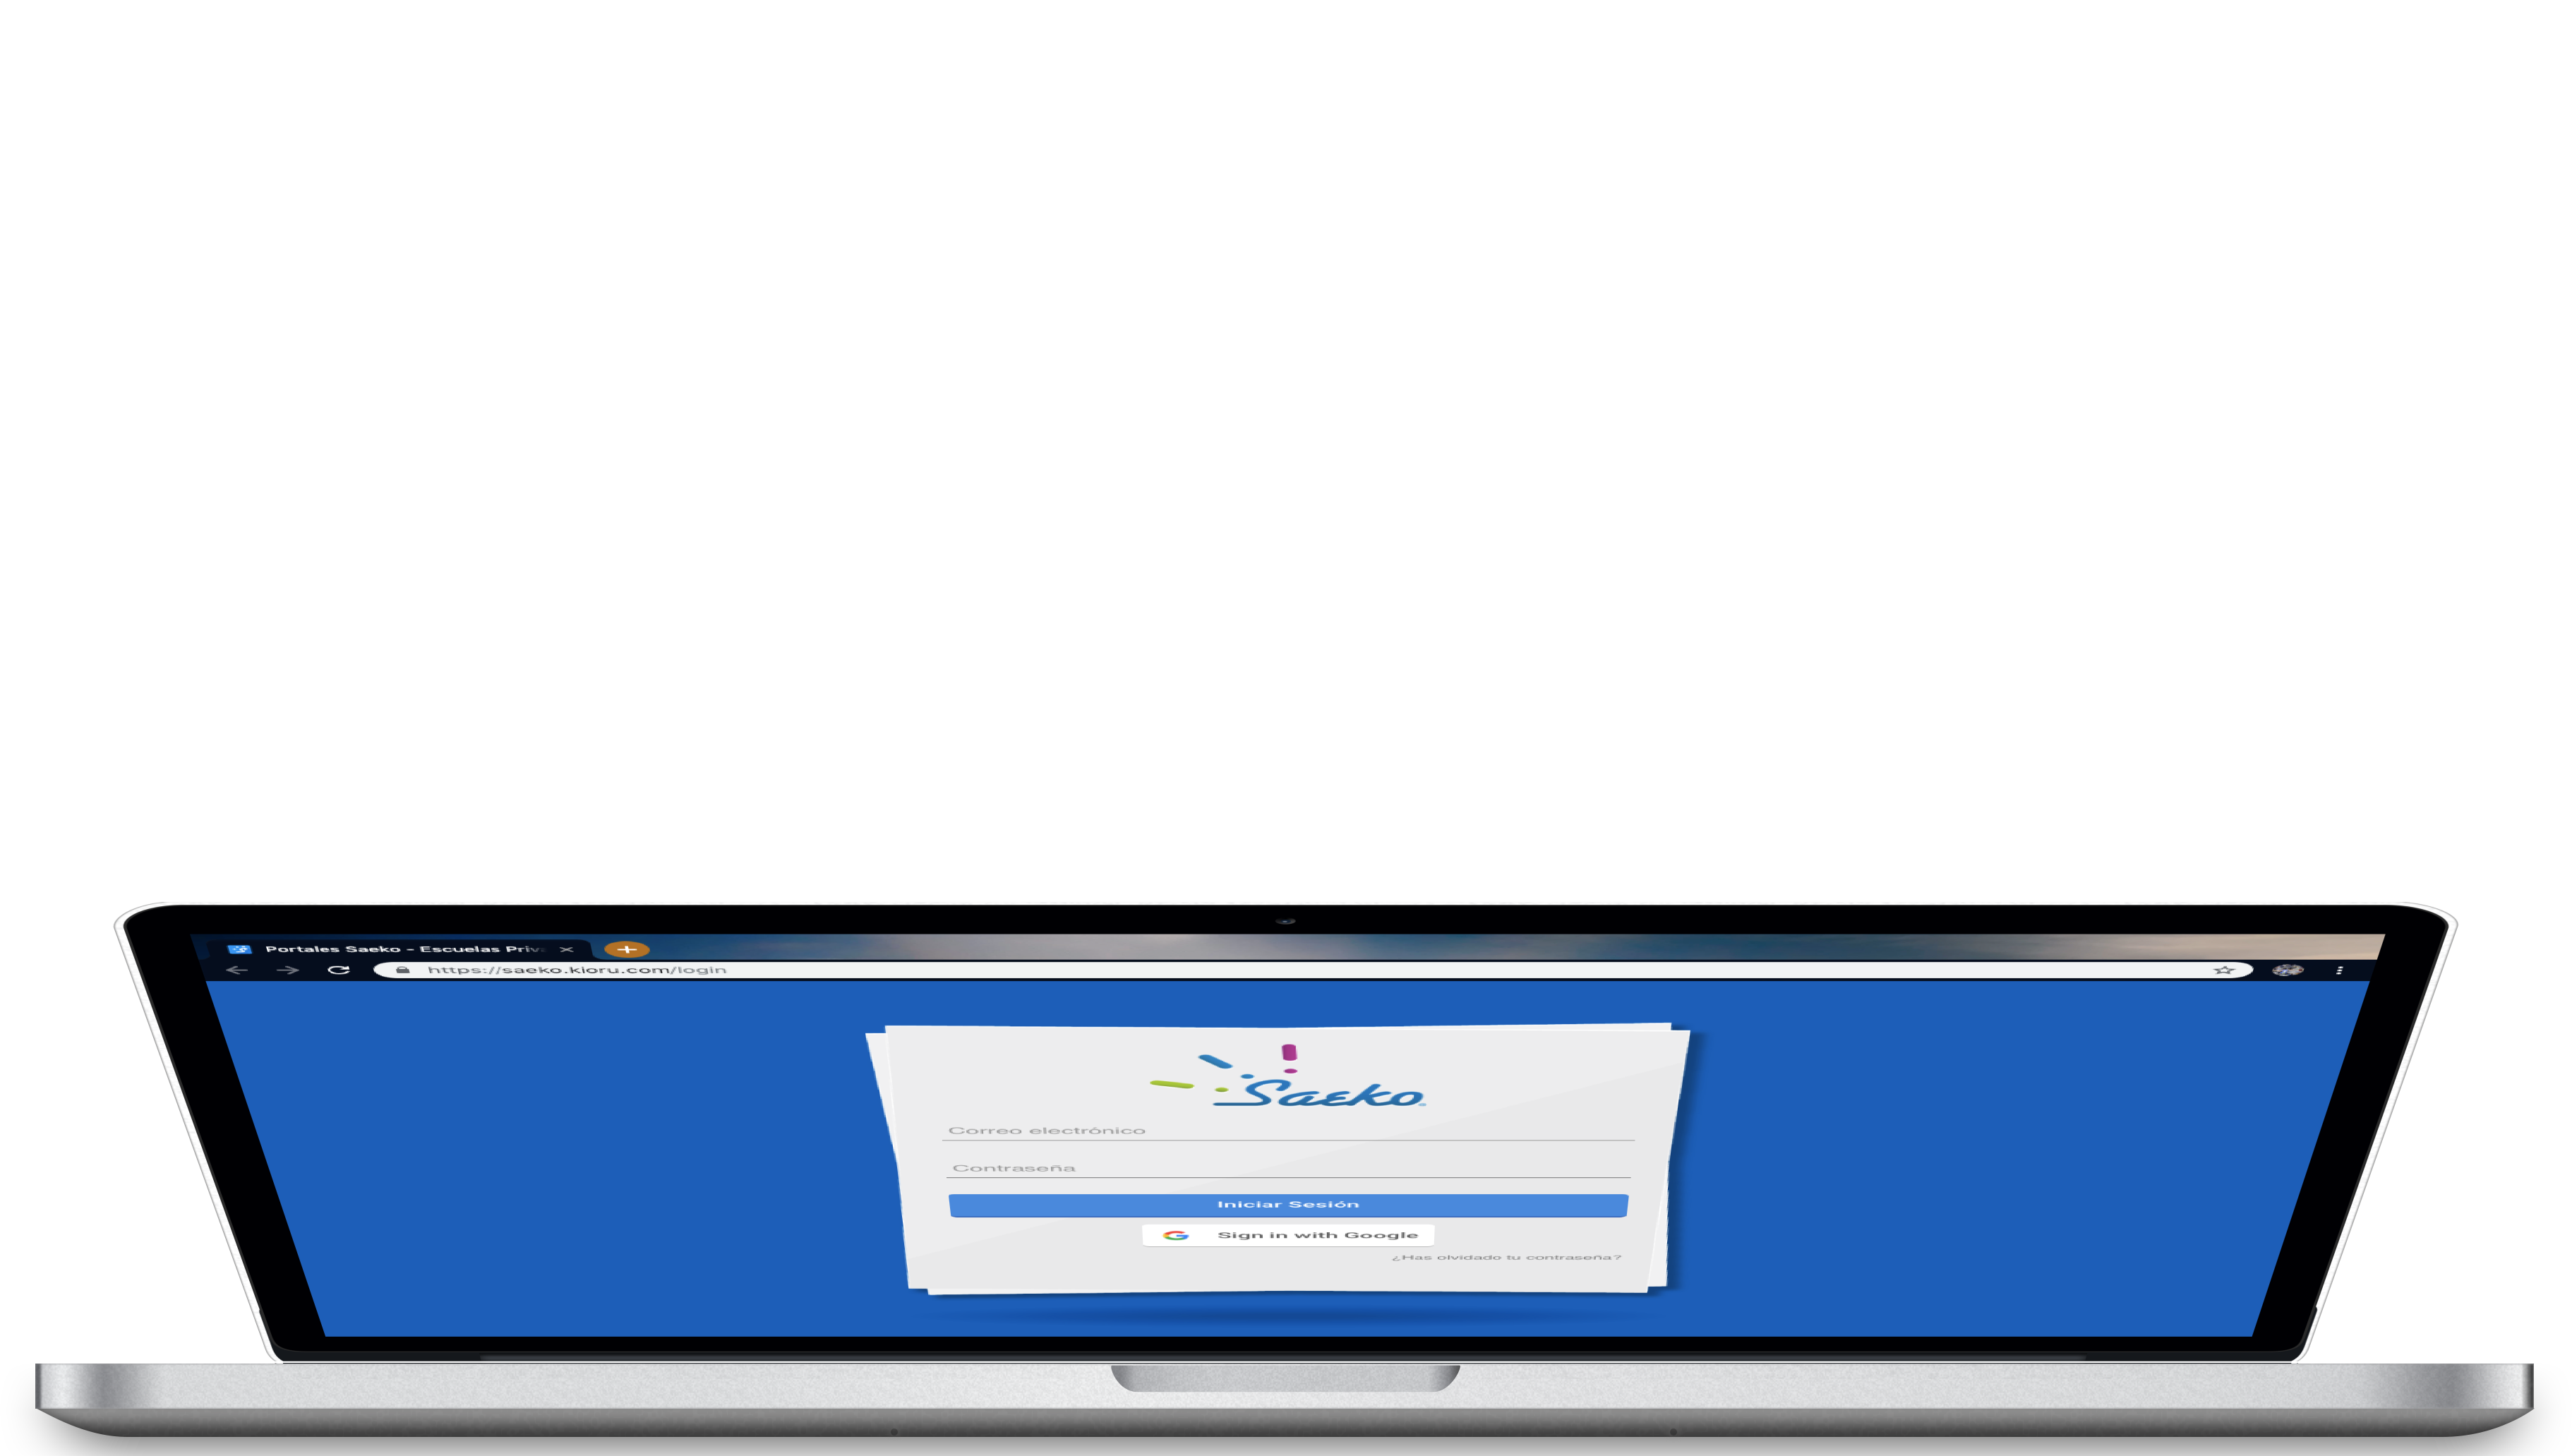 Portales Saeko - Escuelas Priv
https://saeko.kioru.com/login
Saeko
Correo electrónico
Contraseña
Iniciar Sesión
Sign in with Google
¿Has olvidado tu contraseña?